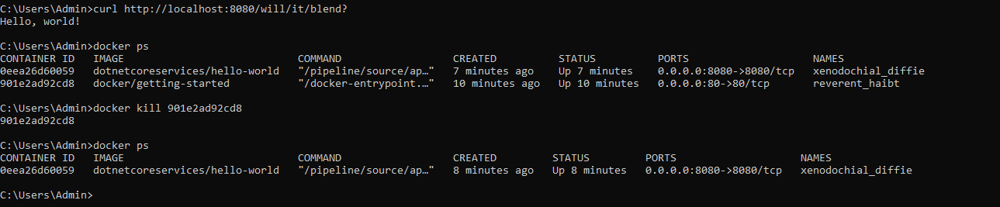 C:\Users\Admin>curl http://localhost:8080/will/it/blend?
Hello, world!
C:\Users\Admin>docker ps
CONTAINER ID   IMAGE                            COMMAND                  CREATED          STATUS          PORTS                    NAMES
0eea26d60059   dotnetcoreservices/hello-world   "/pipeline/source/ap…"   7 minutes ago    Up 7 minutes    0.0.0.0:8080->8080/tcp   xenodochial_diffie
901e2ad92cd8   docker/getting-started           "/docker-entrypoint.…"   10 minutes ago   Up 10 minutes   0.0.0.0:80->80/tcp       reverent_haibt
C:\Users\Admin>docker kill 901e2ad92cd8
901e2ad92cd8
C:\Users\Admin>docker ps
CONTAINER ID   IMAGE                            COMMAND                  CREATED         STATUS         PORTS                    NAMES
0eea26d60059   dotnetcoreservices/hello-world   "/pipeline/source/ap…"   8 minutes ago   Up 8 minutes   0.0.0.0:8080->8080/tcp   xenodochial_diffie
C:\Users\Admin>